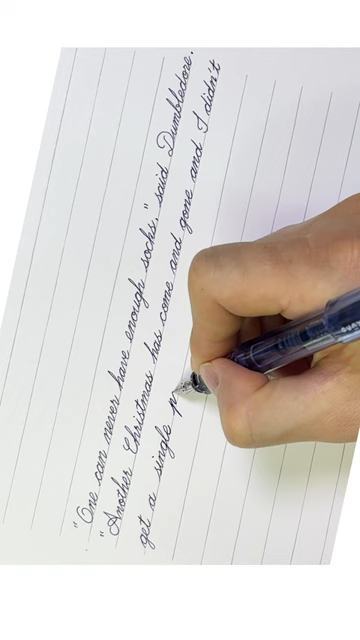 "One can never have enough socks," said Dumbledore.
"Another Christmas has come and gone and I didn't
get a single p